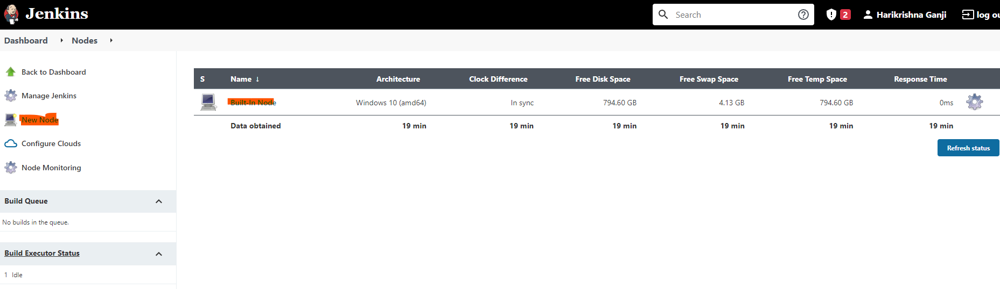 Jenkins
Search
2
Harikrishna Ganji
log ou
Dashboard
Nodes
Back to Dashboard
Manage Jenkins
New Node
Configure Clouds
Node Monitoring
Build Queue
No builds in the queue.
Build Executor Status
1 Idle
S Name ↓ Architecture Clock Difference Free Disk Space Free Swap Space Free Temp Space Response Time
Built-In Node Windows 10 (amd64) In sync 794.60 GB 4.13 GB 794.60 GB 0ms
Data obtained 19 min 19 min 19 min 19 min 19 min 19 min
Refresh status